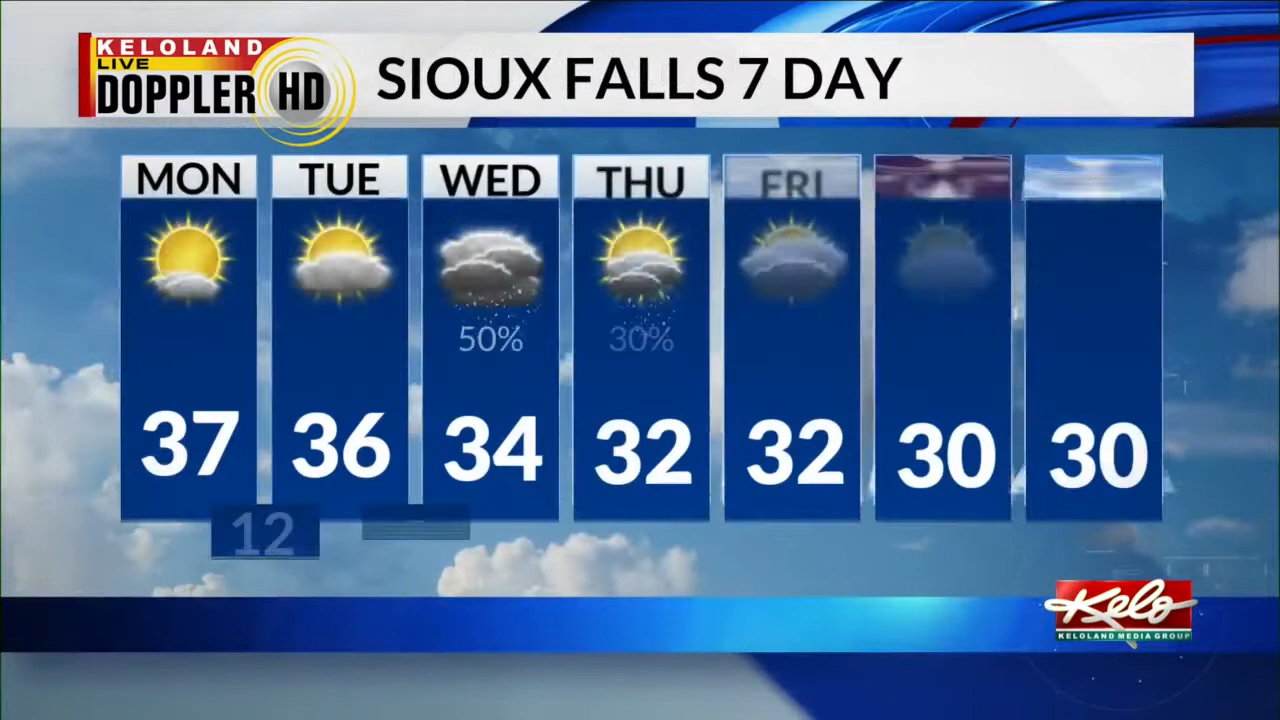 KELOLAND
LIVE
DOPPLER HD
SIOUX FALLS 7 DAY
MON TUE WED THU FRI
50% 30%
37 36 34 32 32 30 30
12
Kelo
KELOLAND MEDIA GROUP